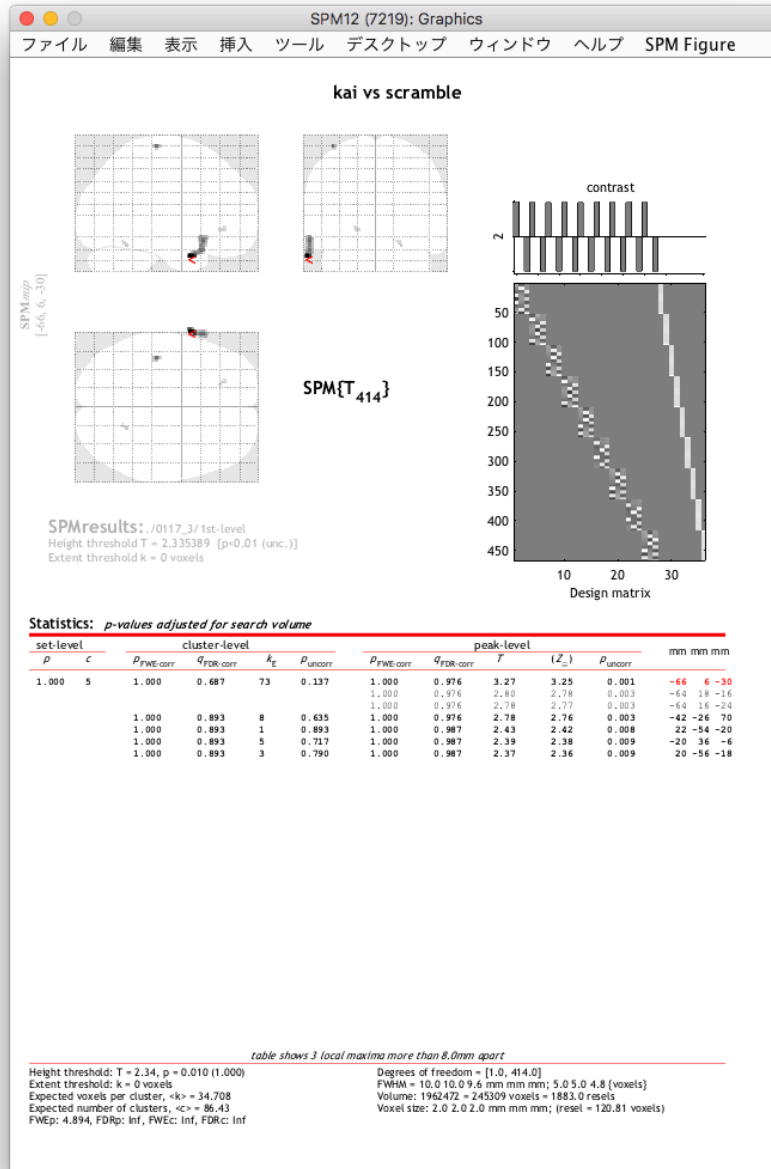 SPM12 (7219): Graphics
ファイル 編集 表示 挿入 ツール デスクトップ ウィンドウ ヘルプ SPM Figure
kai vs scramble
SPMmip
[-66, 6, -30]
SPM{T414}
contrast
2
50
100
150
200
250
300
350
400
450
10 20 30
Design matrix
SPMresults: ./0117_3/1st-level
Height threshold T = 2.335389 {p<0.01 (unc.)}
Extent threshold k = 0 voxels
Statistics: p-values adjusted for search volume
set-level cluster-level peak-level mm mm mm
p c pFWE-corr qFDR-corr kE puncorr pFWE-corr qFDR-corr T (Z≡) puncorr
1.000 5 1.000 0.687 73 0.137 1.000 0.976 3.27 3.25 0.001 -66 6 -30
1.000 0.976 2.80 2.78 0.003 -64 18 -16
1.000 0.976 2.78 2.77 0.003 -64 16 -24
1.000 0.893 8 0.635 1.000 0.976 2.78 2.76 0.003 -42 -26 70
1.000 0.893 1 0.893 1.000 0.987 2.43 2.42 0.008 22 -54 -20
1.000 0.893 5 0.717 1.000 0.987 2.39 2.38 0.009 -20 36 -6
1.000 0.893 3 0.790 1.000 0.987 2.37 2.36 0.009 20 -56 -18
table shows 3 local maxima more than 8.0mm apart
Height threshold: T = 2.34, p = 0.010 (1.000)
Extent threshold: k = 0 voxels
Expected voxels per cluster, <k> = 34.708
Expected number of clusters, <c> = 86.43
FWEp: 4.894, FDRp: Inf, FWEc: Inf, FDRc: Inf
Degrees of freedom = [1.0, 414.0]
FWHM = 10.0 10.0 9.6 mm mm mm; 5.0 5.0 4.8 {voxels}
Volume: 1962472 = 245309 voxels = 1883.0 resels
Voxel size: 2.0 2.0 2.0 mm mm mm; (resel = 120.81 voxels)